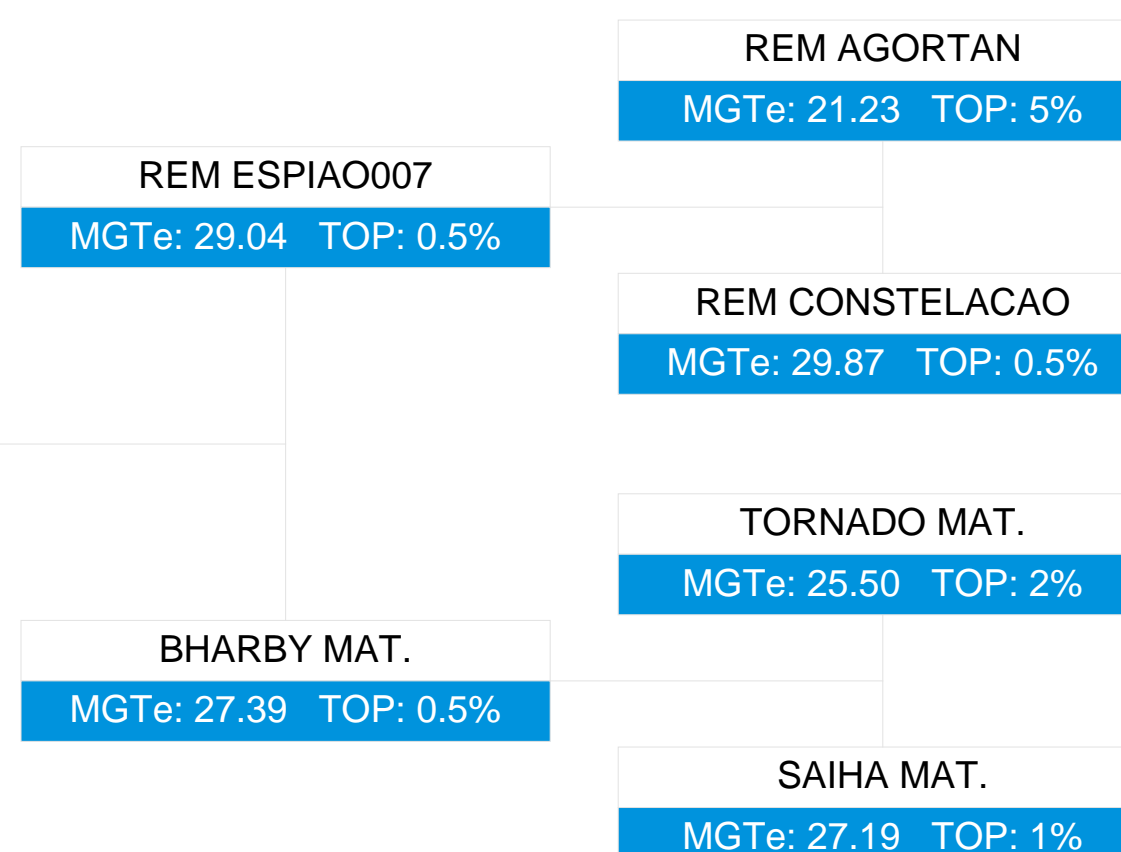 REM AGORTAN
MGTe: 21.23 TOP: 5%
REM ESPIAO007
MGTe: 29.04 TOP: 0.5%
REM CONSTELACAO
MGTe: 29.87 TOP: 0.5%
TORNADO MAT.
MGTe: 25.50 TOP: 2%
BHARBY MAT.
MGTe: 27.39 TOP: 0.5%
SAIHA MAT.
MGTe: 27.19 TOP: 1%